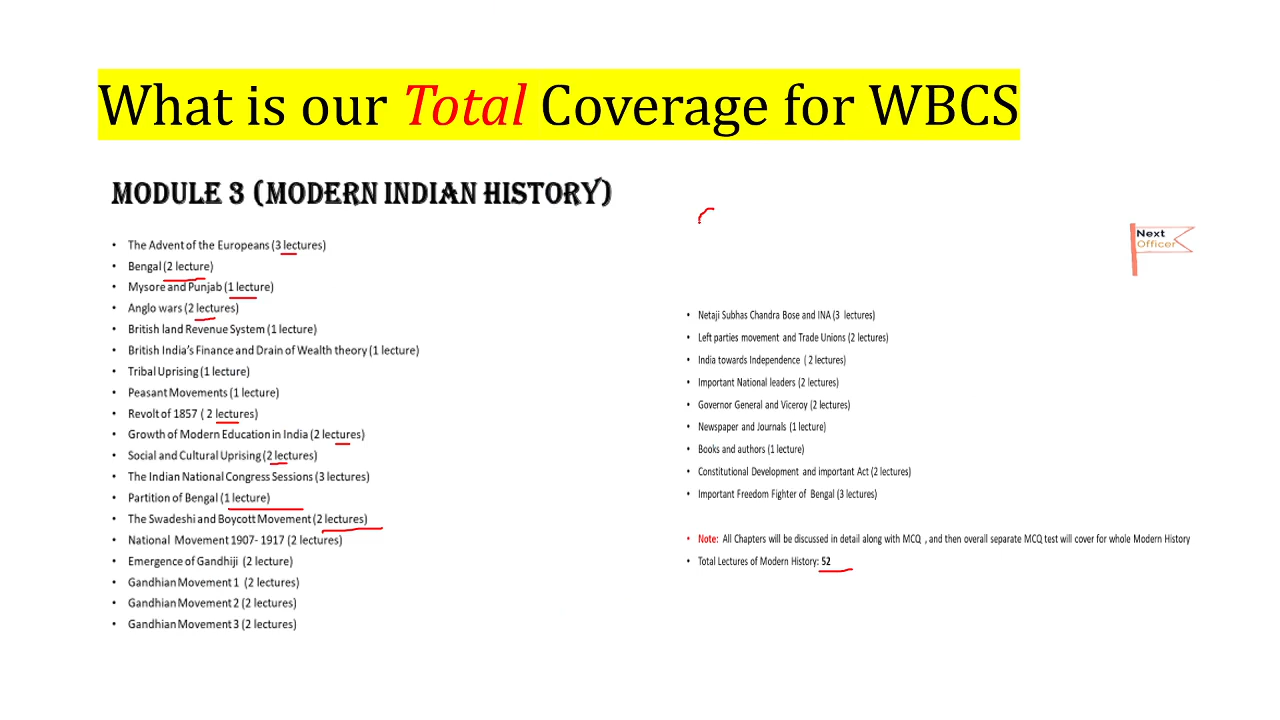 What is our Total Coverage for WBCS
MODULE 3 (MODERN INDIAN HISTORY)
• The Advent of the Europeans (3 lectures)
• Bengal (2 lecture)
• Mysore and Punjab (1 lecture)
• Anglo wars (2 lectures)
• British land Revenue System (1 lecture)
• British India's Finance and Drain of Wealth theory (1 lecture)
• Tribal Uprising (1 lecture)
• Peasant Movements (1 lecture)
• Revolt of 1857 ( 2 lectures)
• Growth of Modern Education in India (2 lectures)
• Social and Cultural Uprising (2 lectures)
• The Indian National Congress Sessions (3 lectures)
• Partition of Bengal (1 lecture)
• The Swadeshi and Boycott Movement (2 lectures)
• National Movement 1907- 1917 (2 lectures)
• Emergence of Gandhiji (2 lecture)
• Gandhian Movement 1 (2 lectures)
• Gandhian Movement 2 (2 lectures)
• Gandhian Movement 3 (2 lectures)
Next
Officer
• Netaji Subhas Chandra Bose and INA (3 lectures)
• Left parties movement and Trade Unions (2 lectures)
• India towards Independence ( 2 lectures)
• Important National leaders (2 lectures)
• Governor General and Viceroy (2 lectures)
• Newspaper and Journals (1 lecture)
• Books and authors (1 lecture)
• Constitutional Development and important Act (2 lectures)
• Important Freedom Fighter of Bengal (3 lectures)
• Note: All Chapters will be discussed in detail along with MCQ , and then overall separate MCQ test will cover for whole Modern History
• Total Lectures of Modern History: 52